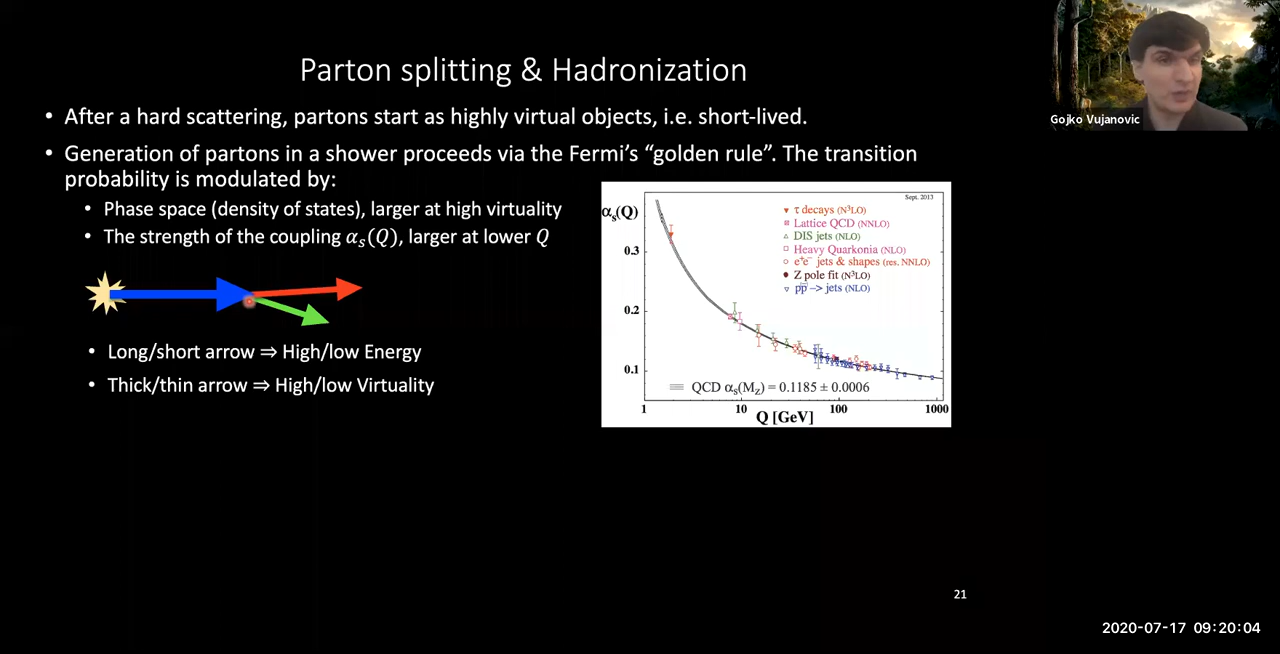 Parton splitting & Hadronization
• After a hard scattering, partons start as highly virtual objects, i.e. short-lived.
• Generation of partons in a shower proceeds via the Fermi's “golden rule”. The transition
probability is modulated by:
• Phase space (density of states), larger at high virtuality
• The strength of the coupling αₛ(Q), larger at lower Q
• Long/short arrow ⇒ High/low Energy
• Thick/thin arrow ⇒ High/low Virtuality
Sept. 2013
αₛ(Q)
τ decays (N³LO)
Lattice QCD (NNLO)
DIS jets (NLO)
Heavy Quarkonia (NLO)
e⁺e⁻ jets & shapes (res. NNLO)
Z pole fit (N³LO)
pp̅ –> jets (NLO)
0.3
0.2
0.1
QCD αₛ(M_Z) = 0.1185 ± 0.0006
1 10 100 1000
Q [GeV]
Gojko Vujanovic
21
2020-07-17 09:20:04